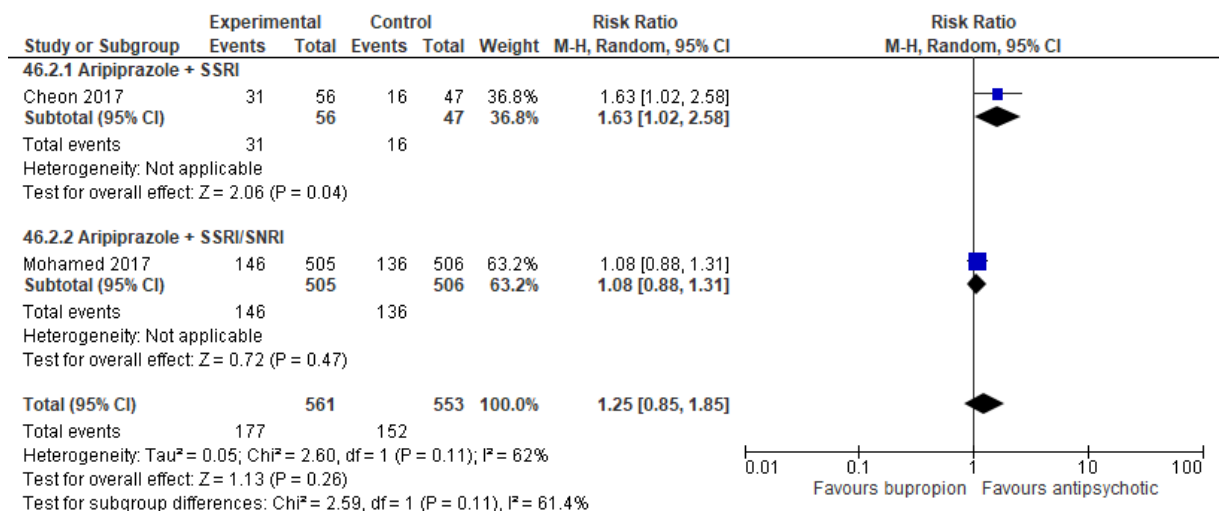 Experimental Control Risk Ratio Risk Ratio
Study or Subgroup Events Total Events Total Weight M-H, Random, 95% CI M-H, Random, 95% CI
46.2.1 Aripiprazole + SSRI
Cheon 2017 31 56 16 47 36.8% 1.63 [1.02, 2.58]
Subtotal (95% CI) 56 47 36.8% 1.63 [1.02, 2.58]
Total events 31 16
Heterogeneity: Not applicable
Test for overall effect: Z = 2.06 (P = 0.04)
46.2.2 Aripiprazole + SSRI/SNRI
Mohamed 2017 146 505 136 506 63.2% 1.08 [0.88, 1.31]
Subtotal (95% CI) 505 506 63.2% 1.08 [0.88, 1.31]
Total events 146 136
Heterogeneity: Not applicable
Test for overall effect: Z = 0.72 (P = 0.47)
Total (95% CI) 561 553 100.0% 1.25 [0.85, 1.85]
Total events 177 152
Heterogeneity: Tau² = 0.05; Chi² = 2.60, df = 1 (P = 0.11); I² = 62%
Test for overall effect: Z = 1.13 (P = 0.26)
Test for subgroup differences: Chi² = 2.59, df = 1 (P = 0.11), I² = 61.4%
0.01 0.1 1 10 100
Favours bupropion Favours antipsychotic